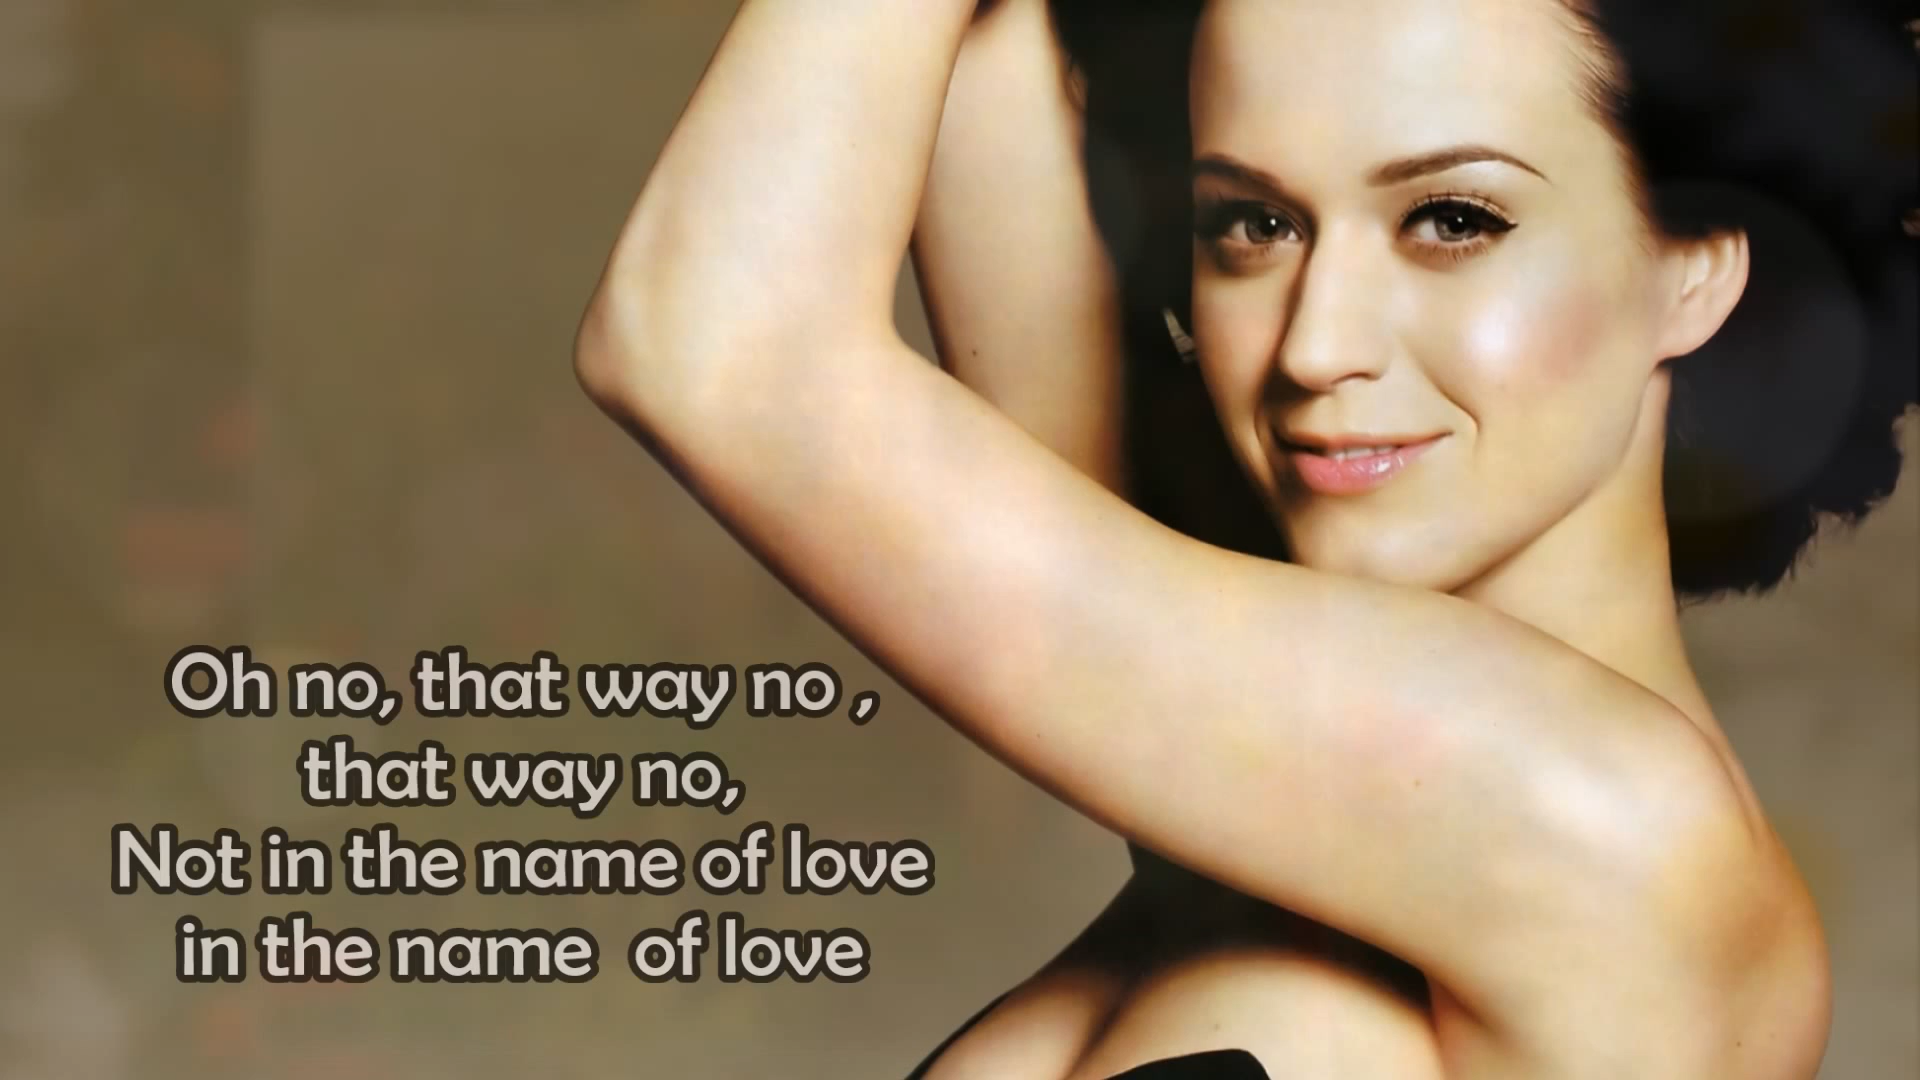 Oh no, that way no ,
that way no,
Not in the name of love
in the name  of love